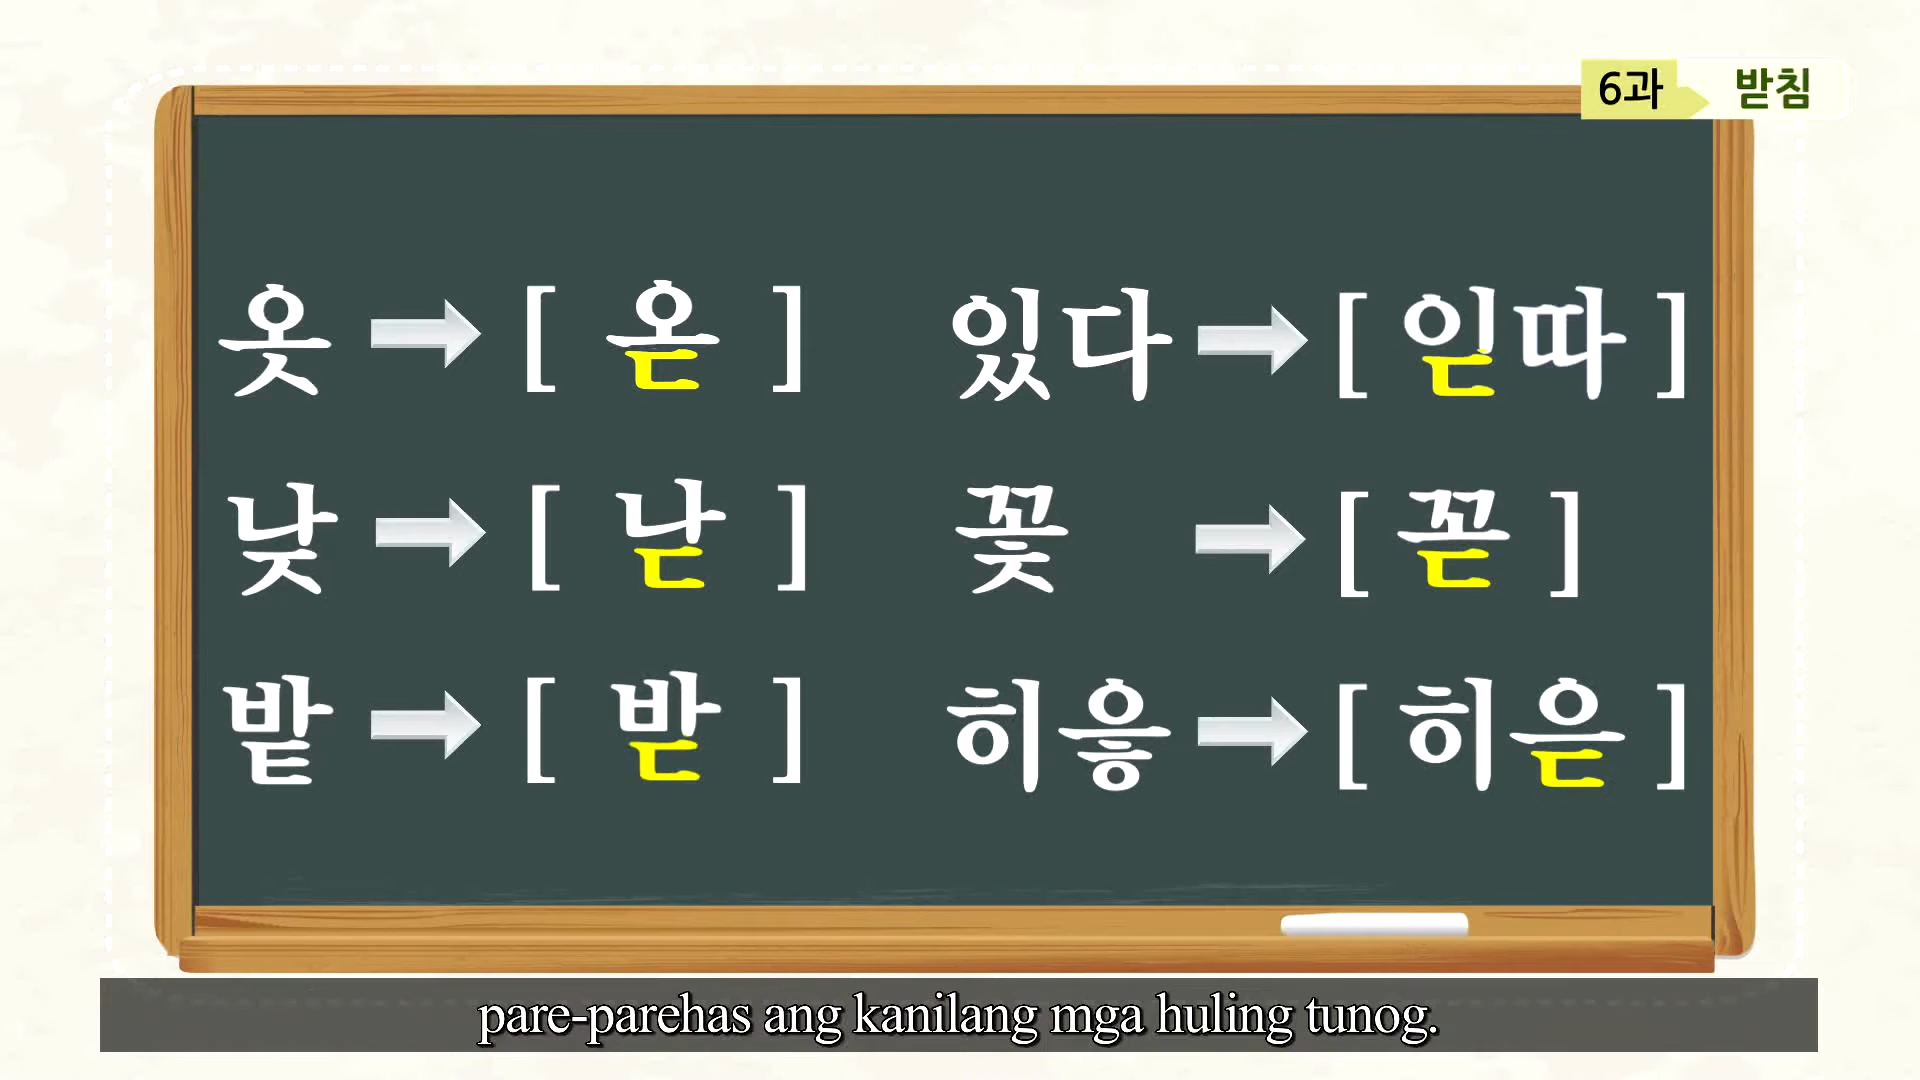 6과 받침
옷 → [ 옫 ] 있다 → [ 읻따 ]
낮 → [ 낟 ] 꽃 → [ 꼳 ]
밭 → [ 받 ] 히읗 → [ 히읃 ]
pare-parehas ang kanilang mga huling tunog.